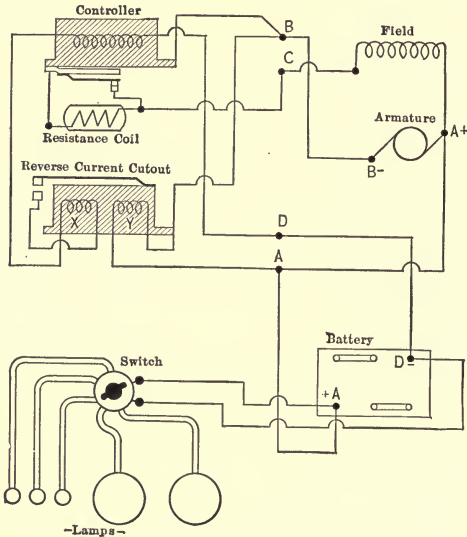 Controller
B
Field
C
Armature
A+
Resistance Coil
B-
Reverse Current Cutout
X
Y
D
A
Battery
Switch
D-
+A
-Lamps-